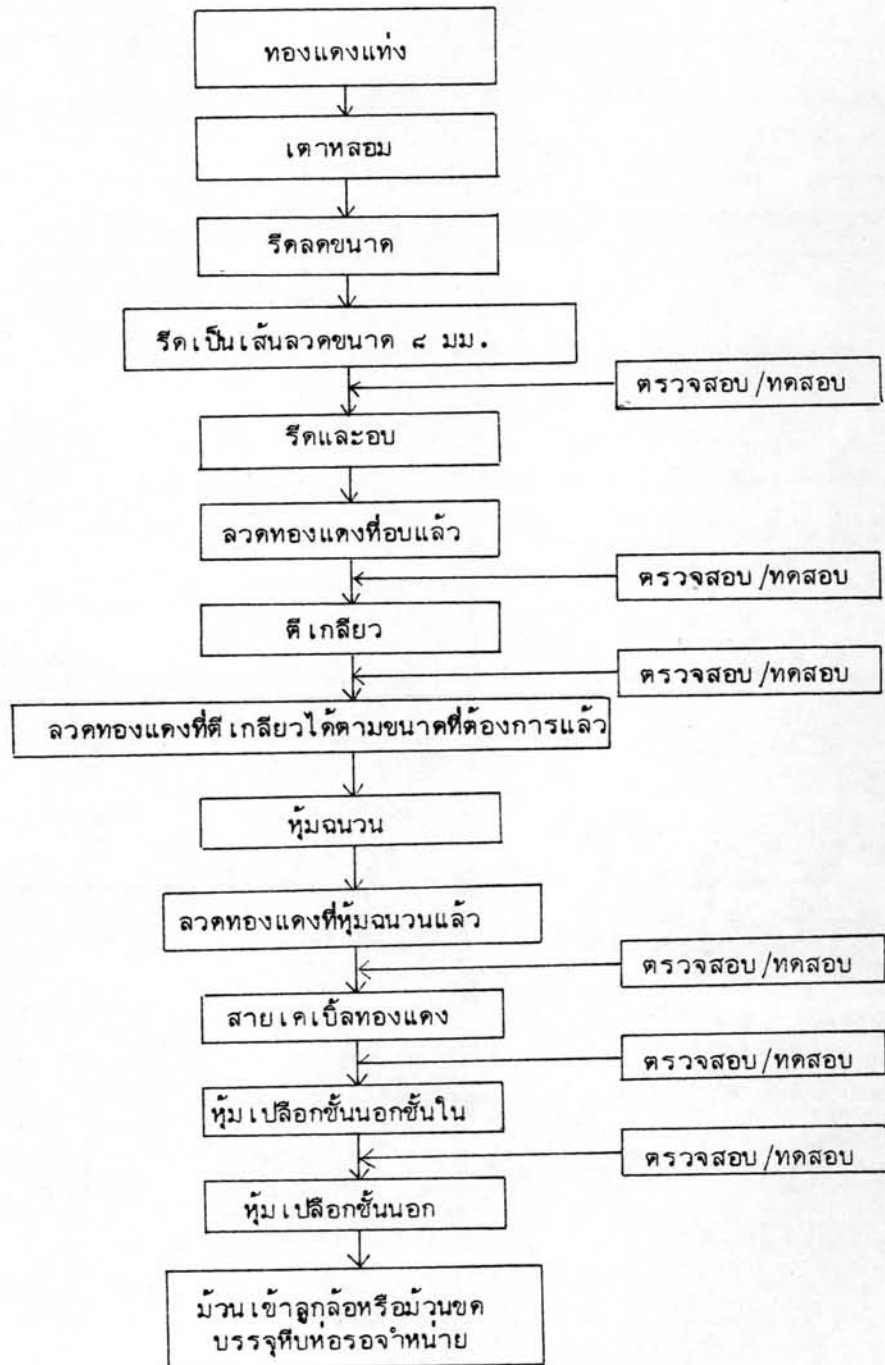 ทองแดงแท่ง
เตาหลอม
รีดลดขนาด
รีดเป็นเส้นลวดขนาด ๘ มม.
ตรวจสอบ/ทดสอบ
รีดและอบ
ลวดทองแดงที่อบแล้ว
ตรวจสอบ/ทดสอบ
ตีเกลียว
ตรวจสอบ/ทดสอบ
ลวดทองแดงที่ตีเกลียวได้ตามขนาดที่ต้องการแล้ว
หุ้มฉนวน
ลวดทองแดงที่หุ้มฉนวนแล้ว
ตรวจสอบ/ทดสอบ
สายเคเบิ้ลทองแดง
ตรวจสอบ/ทดสอบ
หุ้มเปลือกชั้นนอกชั้นใน
ตรวจสอบ/ทดสอบ
หุ้มเปลือกชั้นนอก
ม้วนเข้าลูกล้อหรือม้วนขด
บรรจุหีบห่อรอจำหน่าย